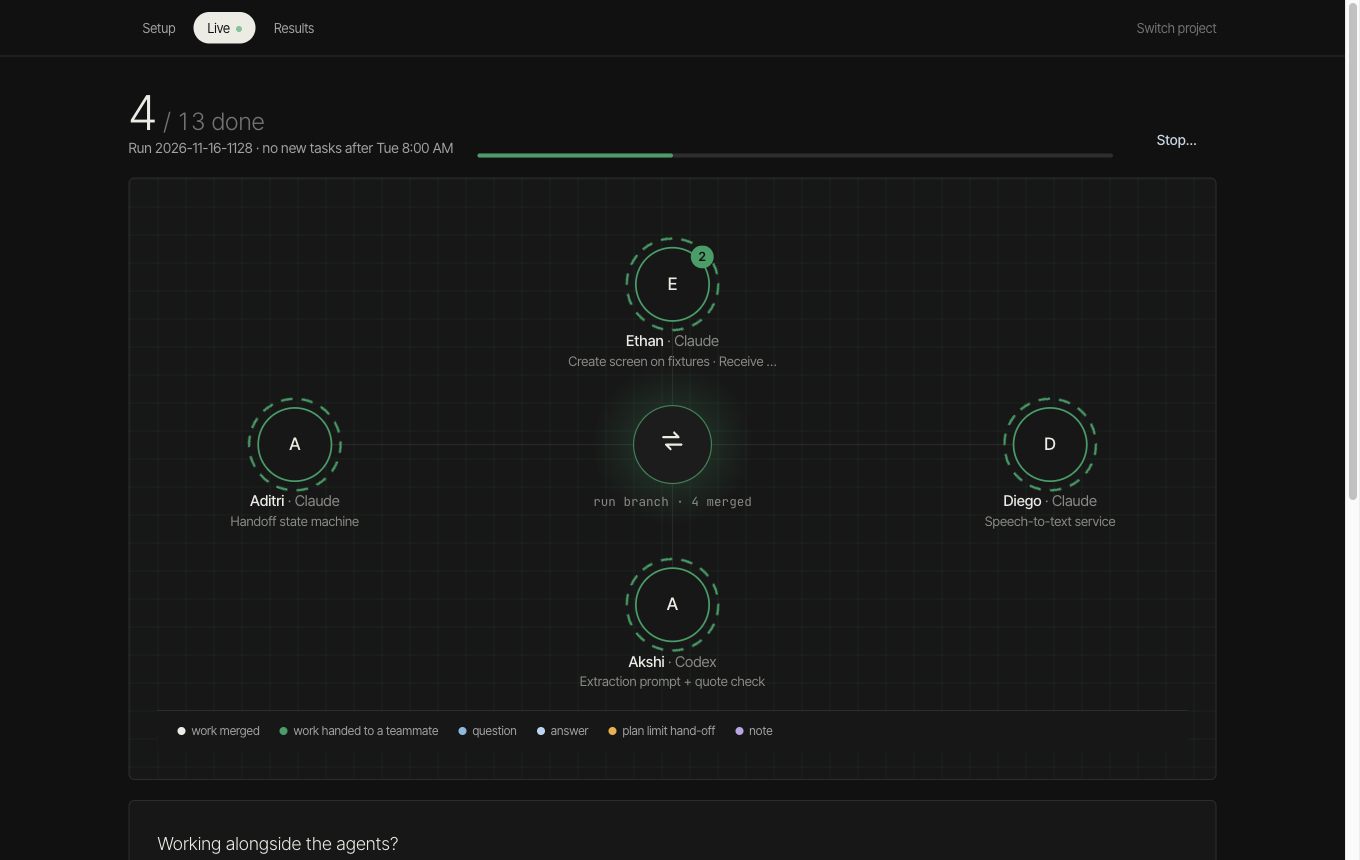 Setup
Live
Results
Switch project
4 / 13 done
Run 2026-11-16-1128 · no new tasks after Tue 8:00 AM
Stop...
2
E
Ethan · Claude
Create screen on fixtures · Receive ...
A
Aditri · Claude
Handoff state machine
run branch · 4 merged
D
Diego · Claude
Speech-to-text service
A
Akshi · Codex
Extraction prompt + quote check
work merged
work handed to a teammate
question
answer
plan limit hand-off
note
Working alongside the agents?